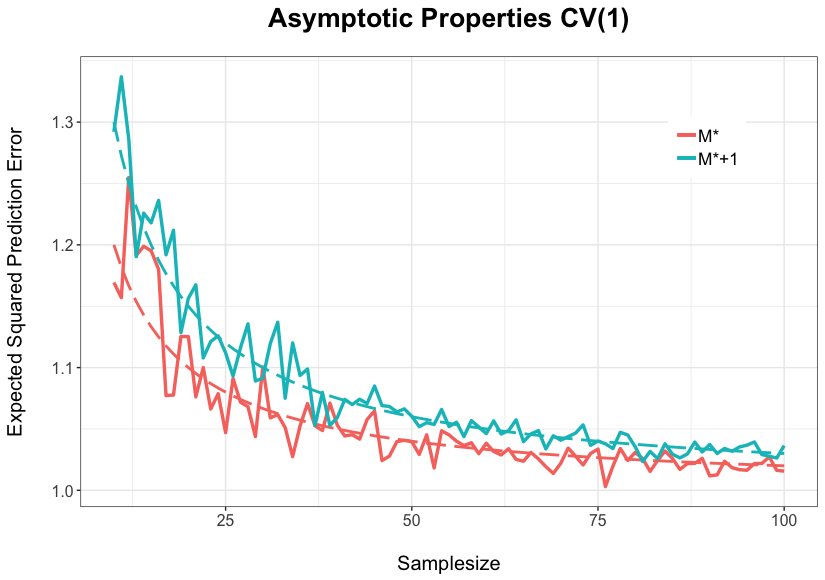 Asymptotic Properties CV(1)
Expected Squared Prediction Error
1.3
1.2
1.1
1.0
M*
M*+1
25
50
75
100
Samplesize